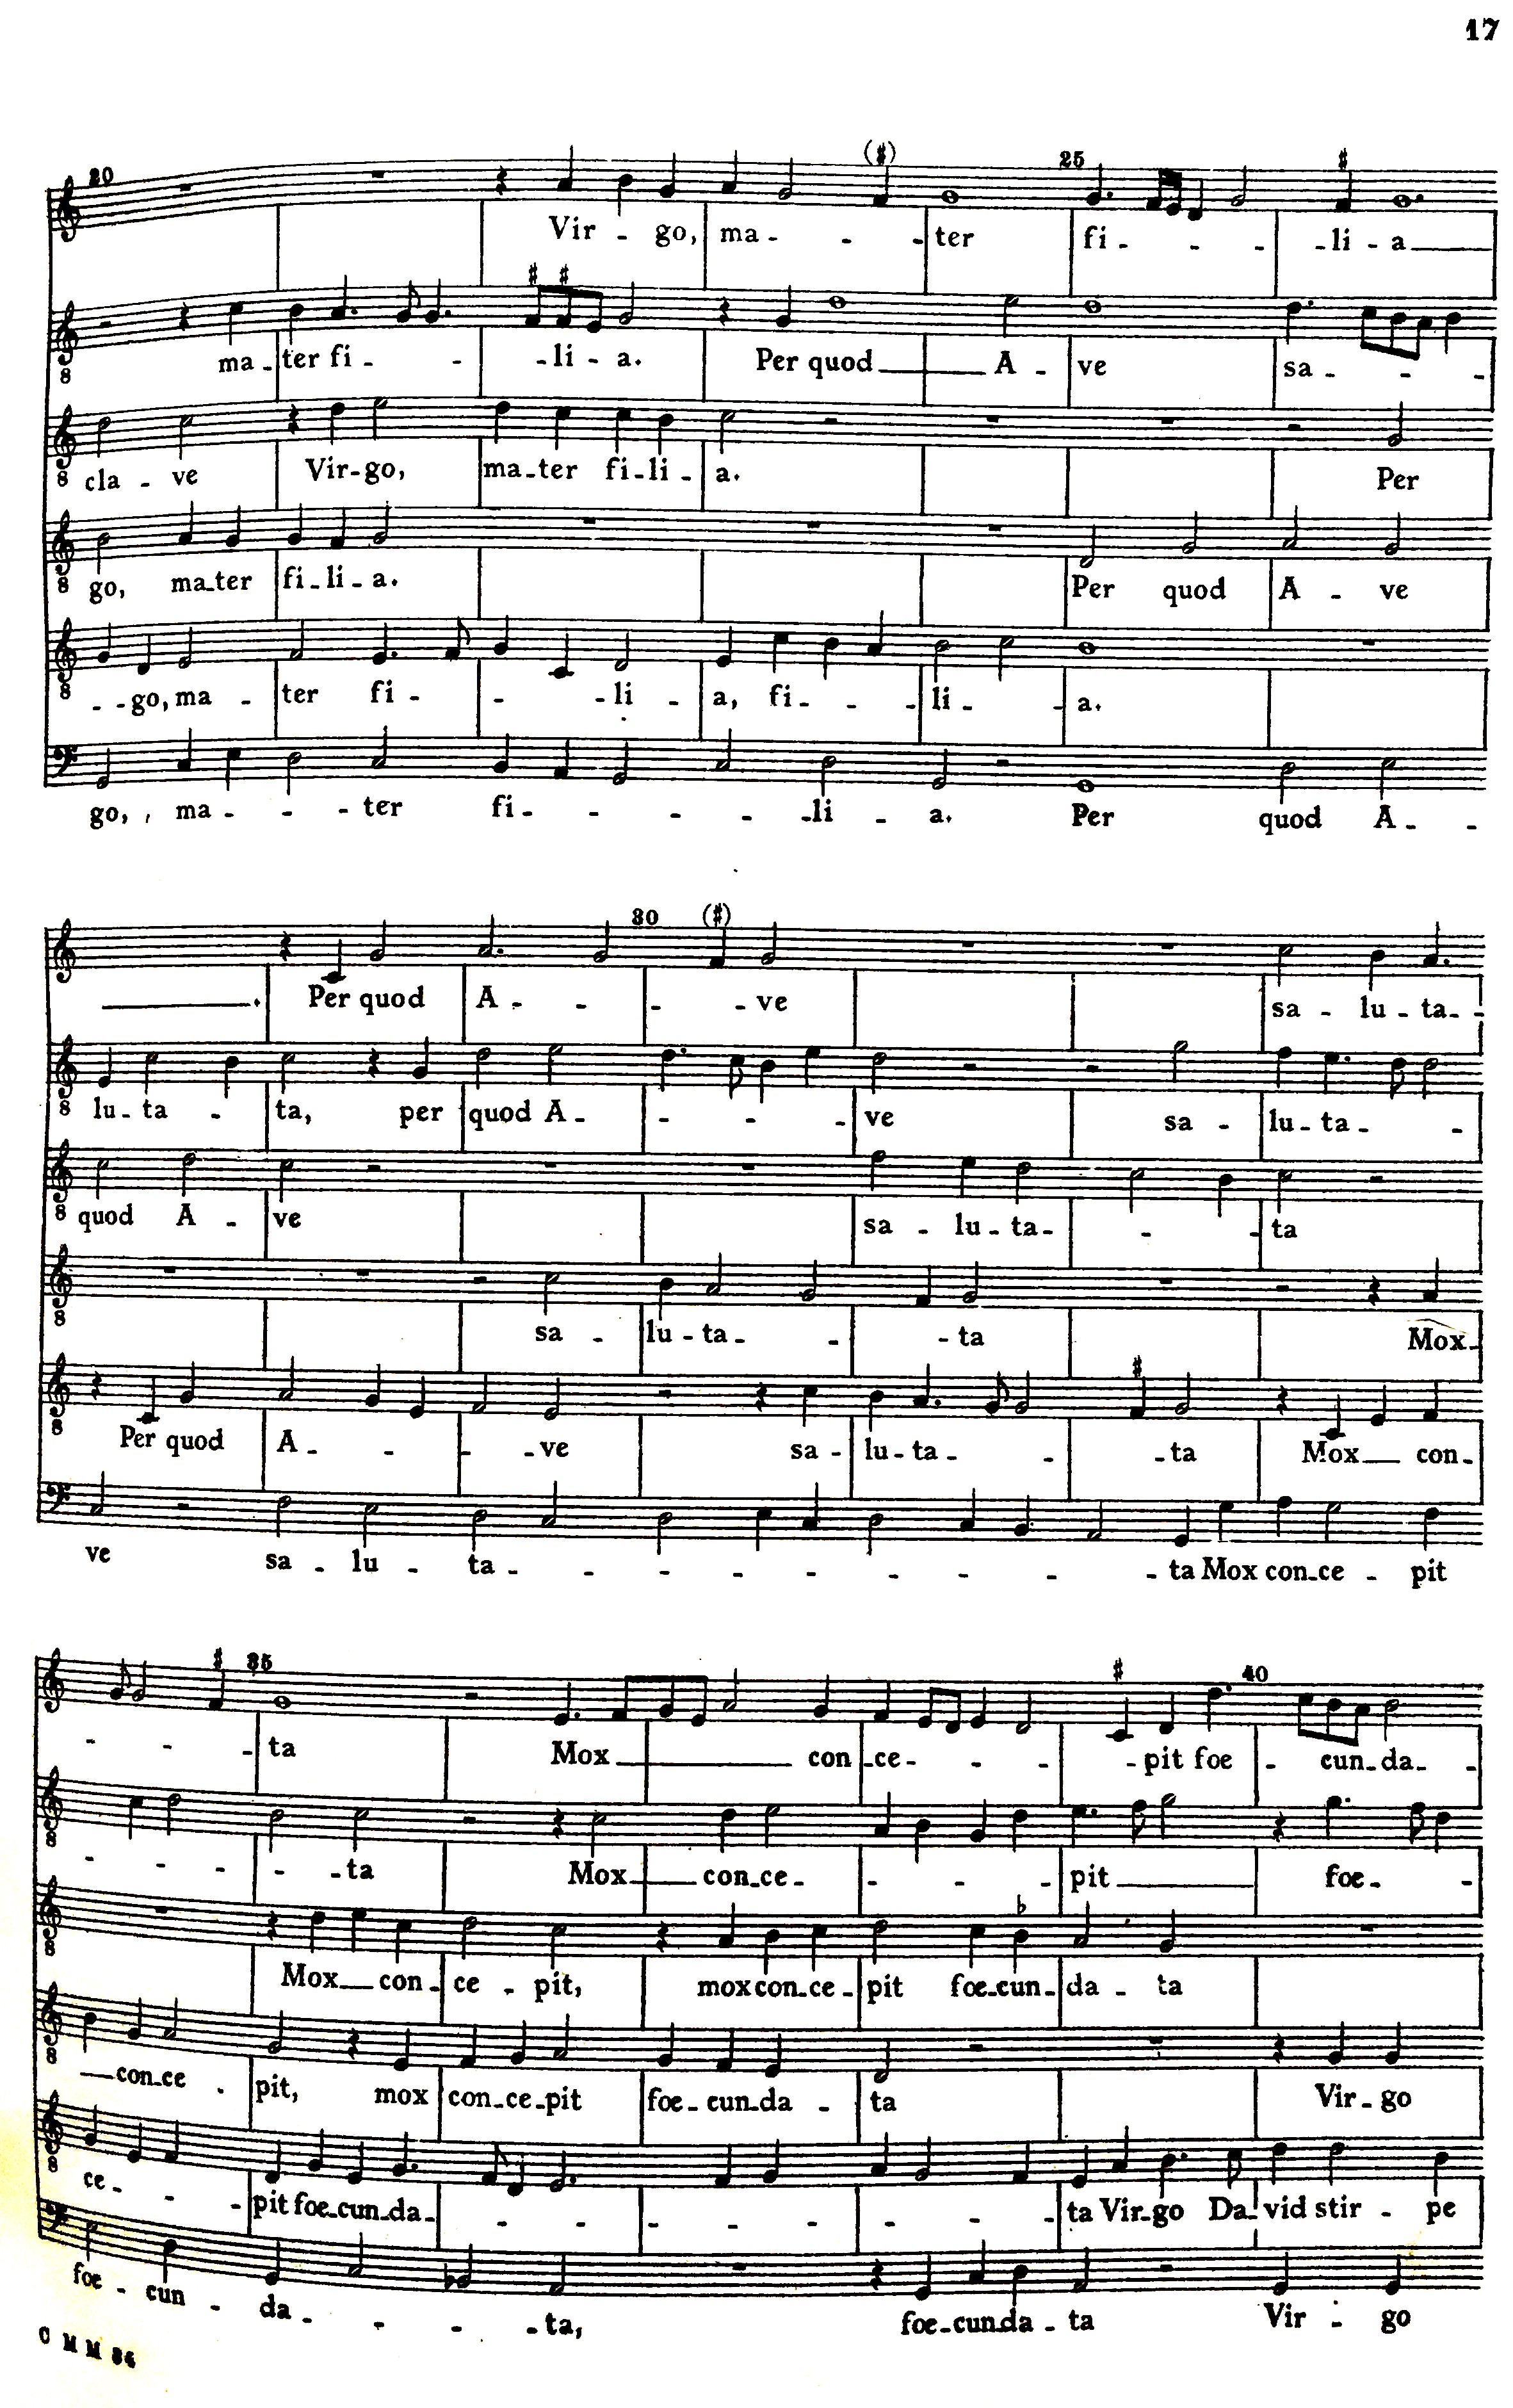 17
20
(#)
25
#
Vir - go, ma - - - ter fi - - - - li - a
# #
8
ma - ter fi - - - li - a. Per quod A - ve sa - - -
8
cla - ve Vir - go, ma - ter fi - li - a. Per
8
go, ma - ter fi - li - a. Per quod A - ve
8
- - go, ma - ter fi - - - li - a, fi - - - li - a.
go, ma - - - ter fi - - - - li - a. Per quod A - -
30
(#)
. Per quod A - - - - ve sa - lu - ta - -
8
lu - ta - ta, per quod A - - - - ve sa - lu - ta - -
8
quod A - ve sa - lu - ta - - - ta
8
sa - lu - ta - - - ta Mox
#
8
Per quod A - - - - ve sa - lu - ta - - - ta Mox con -
ve sa - lu - ta - - - - - - - - - ta Mox con - ce - pit
#
35
#
40
- - - ta Mox con - ce - - - - - pit foe - cun - da - -
8
- - - - - ta Mox con - ce - - - - pit foe - -
♭
8
Mox con - ce - pit, mox con - ce - pit foe - cun - da - ta
8
con - ce - pit, mox con - ce - pit foe - cun - da - ta Vir - go
8
ce - - - pit foe - cun - da - - - - - - - - - ta Vir - go Da - vid stir - pe
foe - cun - da - - - - ta, foe - cun - da - ta Vir - go
C M M 34